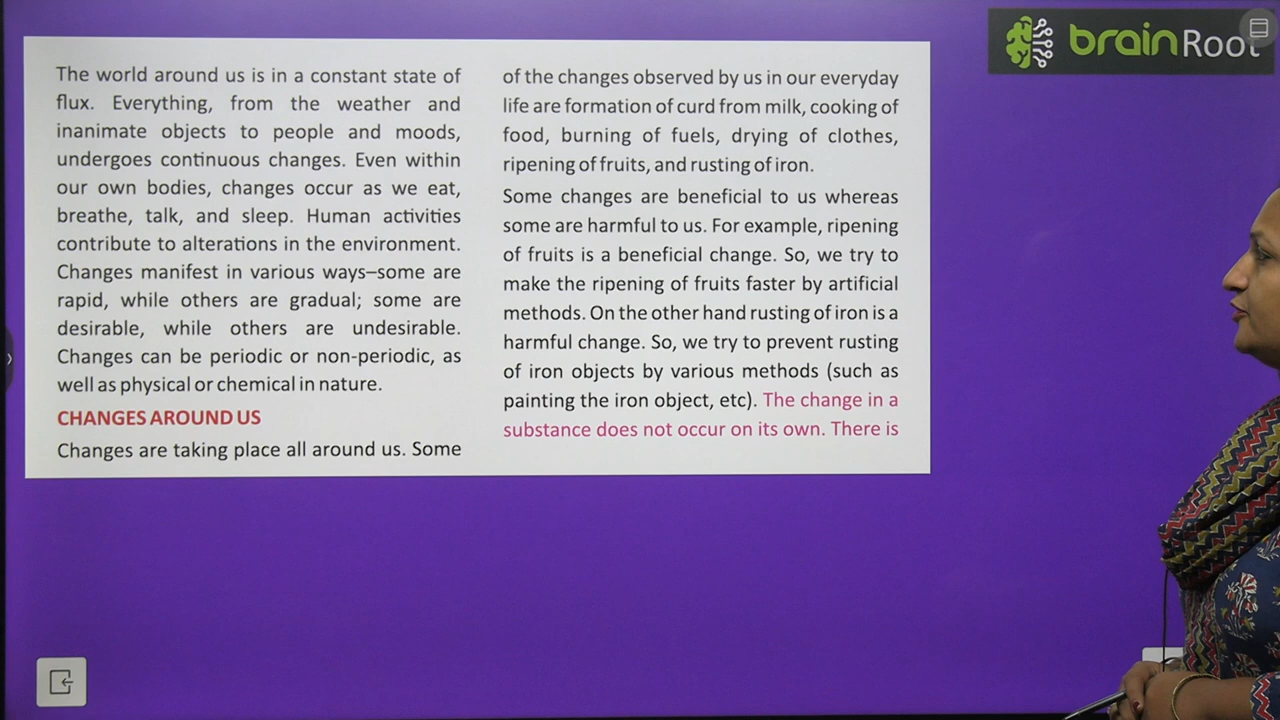 The world around us is in a constant state of
flux. Everything, from the weather and
inanimate objects to people and moods,
undergoes continuous changes. Even within
our own bodies, changes occur as we eat,
breathe, talk, and sleep. Human activities
contribute to alterations in the environment.
Changes manifest in various ways–some are
rapid, while others are gradual; some are
desirable, while others are undesirable.
Changes can be periodic or non-periodic, as
well as physical or chemical in nature.
CHANGES AROUND US
Changes are taking place all around us. Some
of the changes observed by us in our everyday
life are formation of curd from milk, cooking of
food, burning of fuels, drying of clothes,
ripening of fruits, and rusting of iron.
Some changes are beneficial to us whereas
some are harmful to us. For example, ripening
of fruits is a beneficial change. So, we try to
make the ripening of fruits faster by artificial
methods. On the other hand rusting of iron is a
harmful change. So, we try to prevent rusting
of iron objects by various methods (such as
painting the iron object, etc). The change in a
substance does not occur on its own. There is
brainRoot